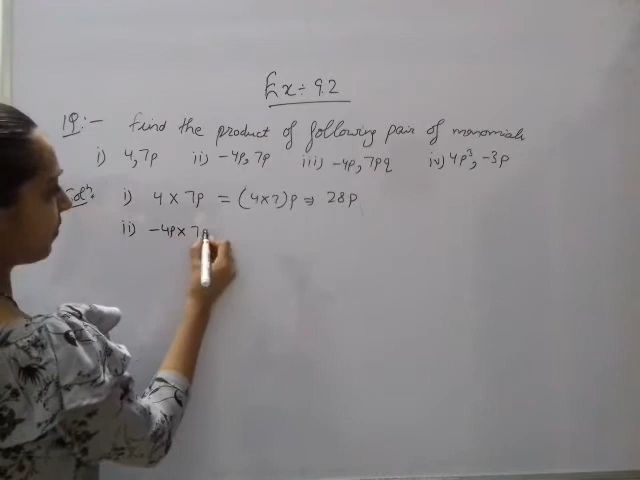 Ex÷ 9.2
1Q:- Find the product of following pair of monomials
i) 4, 7p ii) -4p, 7p iii) -4p, 7pq iv) 4p³, -3p
Solⁿ: i) 4 × 7p = (4×7)p ⇒ 28p
ii) -4p × 7p